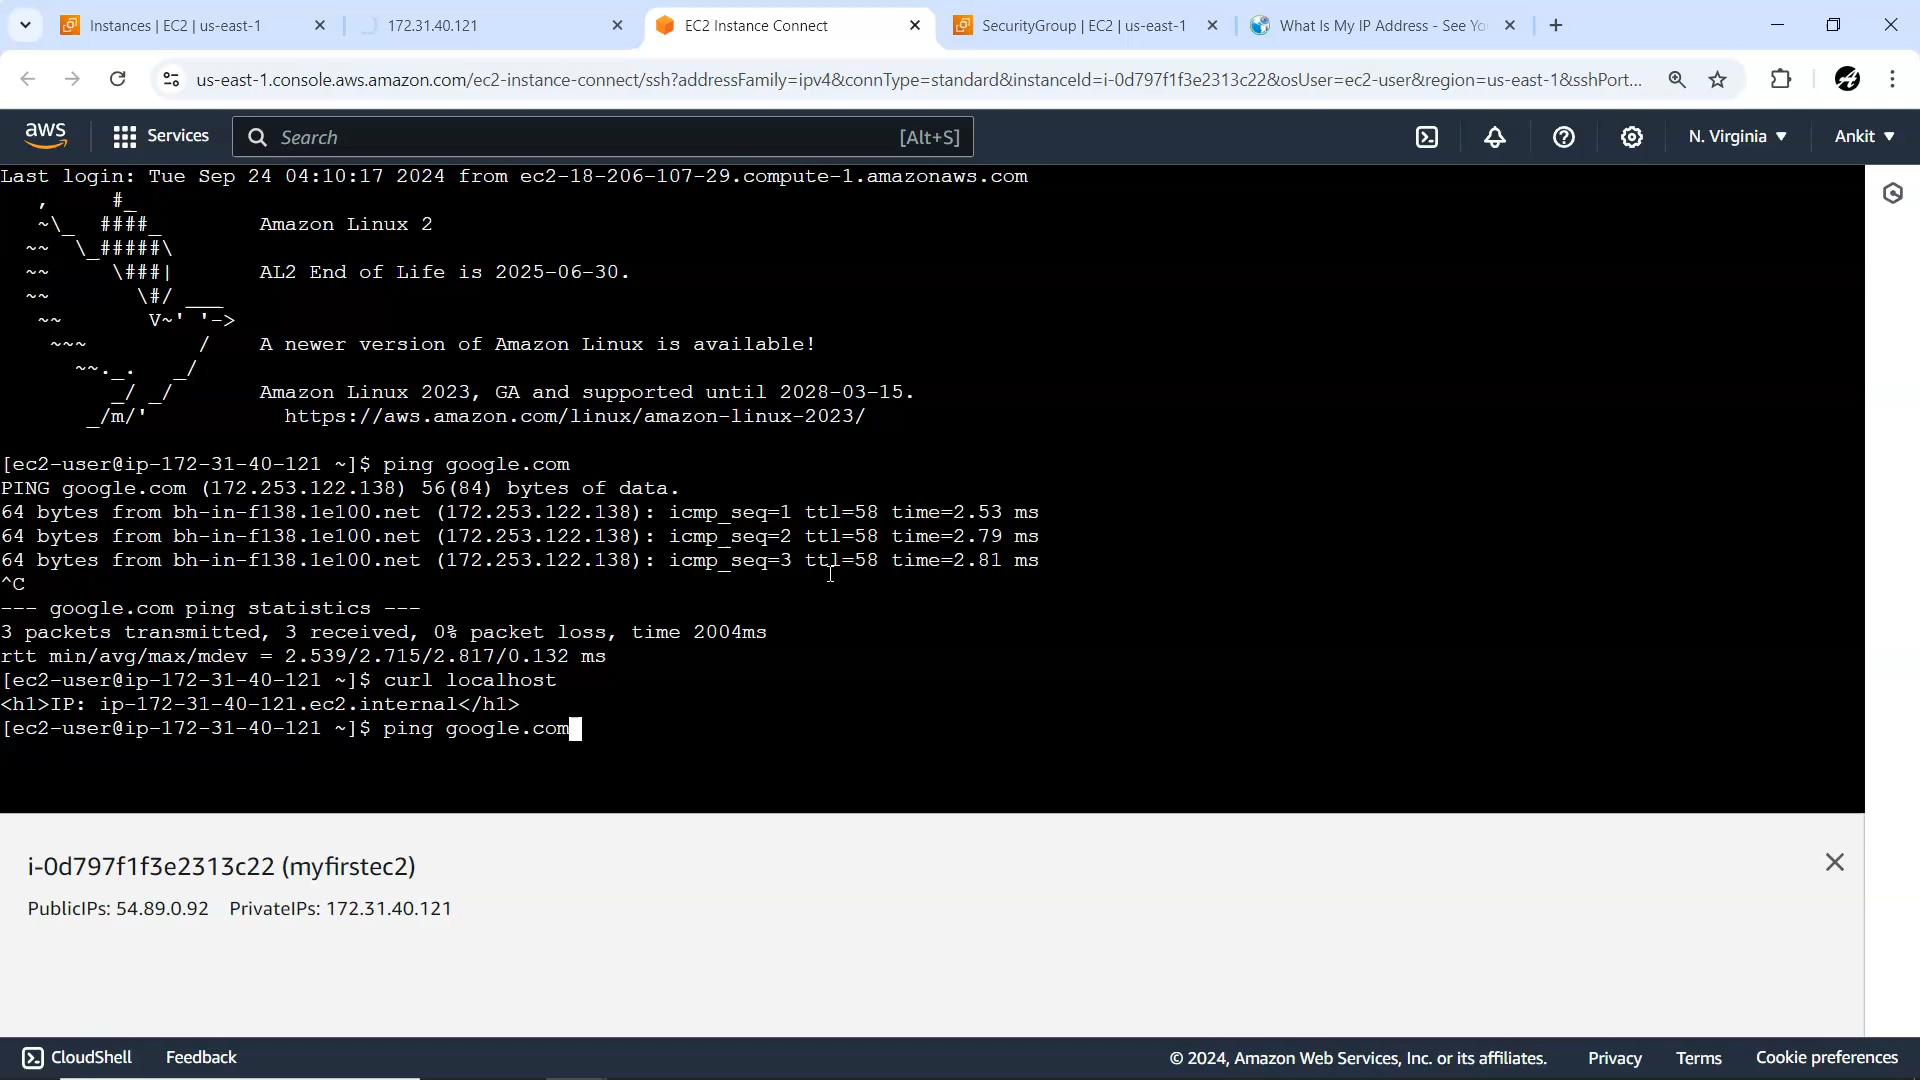 Instances | EC2 | us-east-1
172.31.40.121
EC2 Instance Connect
SecurityGroup | EC2 | us-east-1
What Is My IP Address - See Yo
us-east-1.console.aws.amazon.com/ec2-instance-connect/ssh?addressFamily=ipv4&connType=standard&instanceId=i-0d797f1f3e2313c22&osUser=ec2-user&region=us-east-1&sshPort...
aws
Services
Search
[Alt+S]
N. Virginia
Ankit
Last login: Tue Sep 24 04:10:17 2024 from ec2-18-206-107-29.compute-1.amazonaws.com
   ,     #_
   ~\_  ####_        Amazon Linux 2
  ~~  \_#####\
  ~~     \###|       AL2 End of Life is 2025-06-30.
  ~~       \#/ ___
   ~~       V~' '->
    ~~~         /    A newer version of Amazon Linux is available!
      ~~._.   _/
         _/ _/       Amazon Linux 2023, GA and supported until 2028-03-15.
       _/m/'           https://aws.amazon.com/linux/amazon-linux-2023/
[ec2-user@ip-172-31-40-121 ~]$ ping google.com
PING google.com (172.253.122.138) 56(84) bytes of data.
64 bytes from bh-in-f138.1e100.net (172.253.122.138): icmp_seq=1 ttl=58 time=2.53 ms
64 bytes from bh-in-f138.1e100.net (172.253.122.138): icmp_seq=2 ttl=58 time=2.79 ms
64 bytes from bh-in-f138.1e100.net (172.253.122.138): icmp_seq=3 ttl=58 time=2.81 ms
^C
--- google.com ping statistics ---
3 packets transmitted, 3 received, 0% packet loss, time 2004ms
rtt min/avg/max/mdev = 2.539/2.715/2.817/0.132 ms
[ec2-user@ip-172-31-40-121 ~]$ curl localhost
<h1>IP: ip-172-31-40-121.ec2.internal</h1>
[ec2-user@ip-172-31-40-121 ~]$ ping google.com
i-0d797f1f3e2313c22 (myfirstec2)
PublicIPs: 54.89.0.92 PrivateIPs: 172.31.40.121
CloudShell
Feedback
© 2024, Amazon Web Services, Inc. or its affiliates.
Privacy
Terms
Cookie preferences